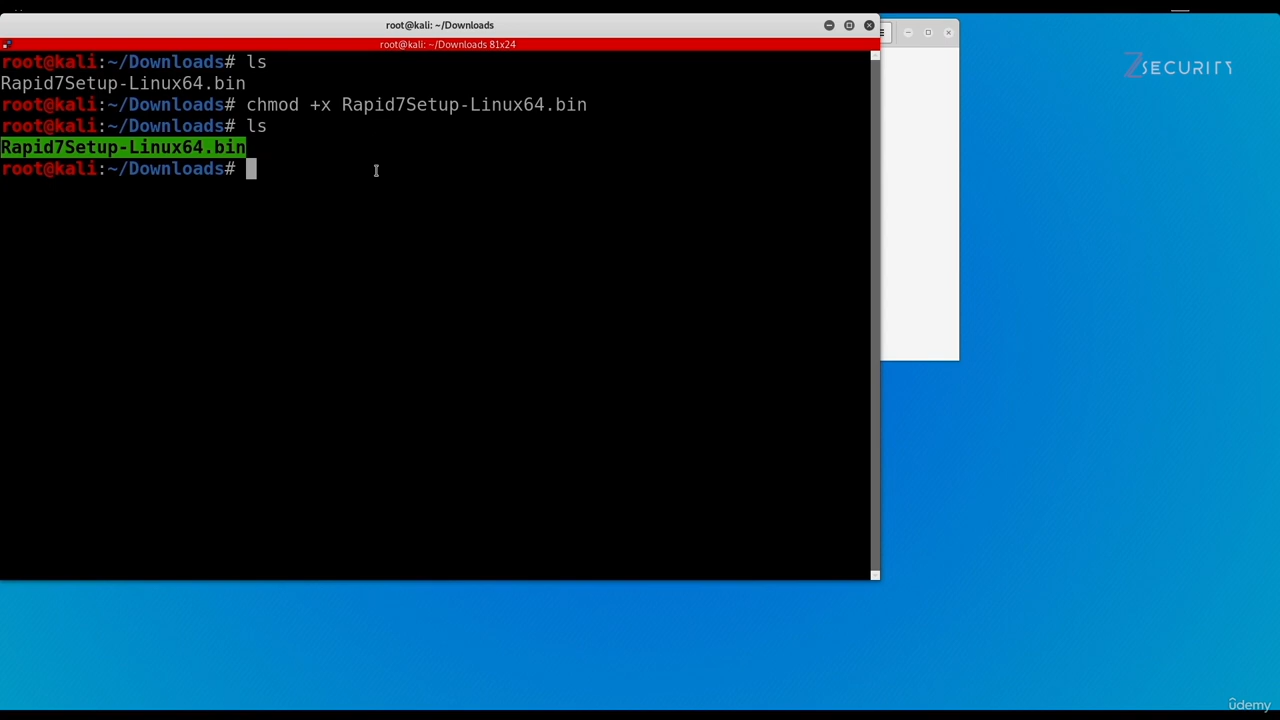 root@kali: ~/Downloads
root@kali: ~/Downloads 81x24
root@kali:~/Downloads# ls
Rapid7Setup-Linux64.bin
root@kali:~/Downloads# chmod +x Rapid7Setup-Linux64.bin
root@kali:~/Downloads# ls
Rapid7Setup-Linux64.bin
root@kali:~/Downloads#
ZSECURITY
udemy